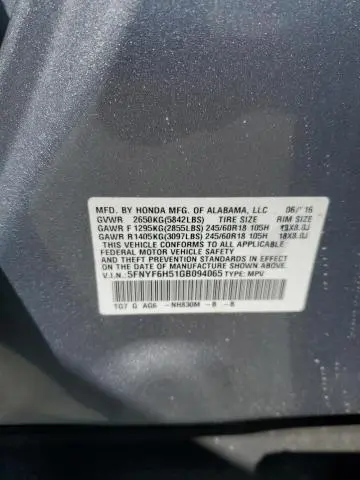 MFD. BY HONDA MFG. OF ALABAMA, LLC 06/'16
GVWR 2650KG(5842LBS) TIRE SIZE RIM SIZE
GAWR F 1295KG(2855LBS) 245/60R18 105H 18X8.0J
GAWR R 1405KG(3097LBS) 245/60R18 105H 18X8.0J
THIS VEHICLE CONFORMS TO ALL APPLICABLE
FEDERAL MOTOR VEHICLE SAFETY
AND THEFT PREVENTION STANDARDS IN EFFECT
ON THE DATE OF MANUFACTURE SHOWN ABOVE.
V.I.N.: 5FNYF6H51GB094065 TYPE: MPV
TG7 G AG6 -NH830M -B -B